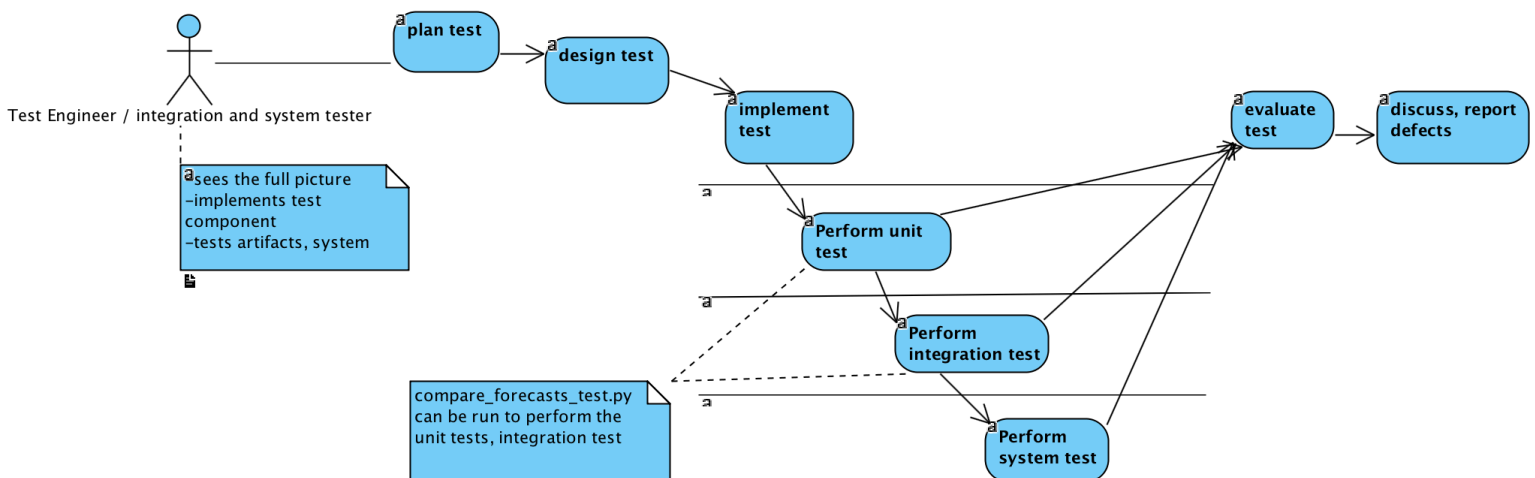 a
plan test
a
design test
a
implement
test
a
evaluate
test
a
discuss, report
defects
Test Engineer / integration and system tester
a
-sees the full picture
-implements test
component
-tests artifacts, system
a
a
Perform unit
test
a
a
Perform
integration test
compare_forecasts_test.py
can be run to perform the
unit tests, integration test
a
a
Perform
system test